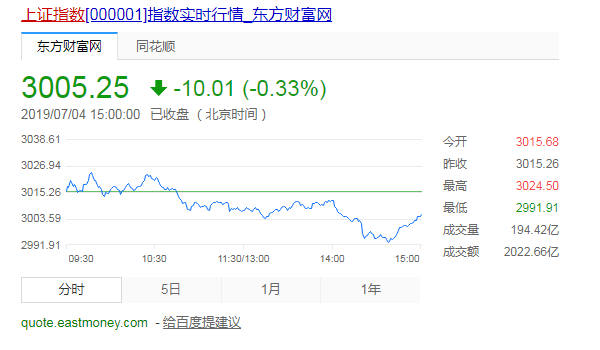 上证指数[000001]指数实时行情_东方财富网
东方财富网 同花顺
3005.25 -10.01 (-0.33%)
2019/07/04 15:00:00 已收盘 ( 北京时间 )
3038.61
3026.94
3015.26
3003.59
2991.91
09:30 10:30 11:30/13:00 14:00 15:00
今开 3015.68
昨收 3015.26
最高 3024.50
最低 2991.91
成交量 194.42亿
成交额 2022.66亿
分时 5日 1月 1年
quote.eastmoney.com - 给百度提建议